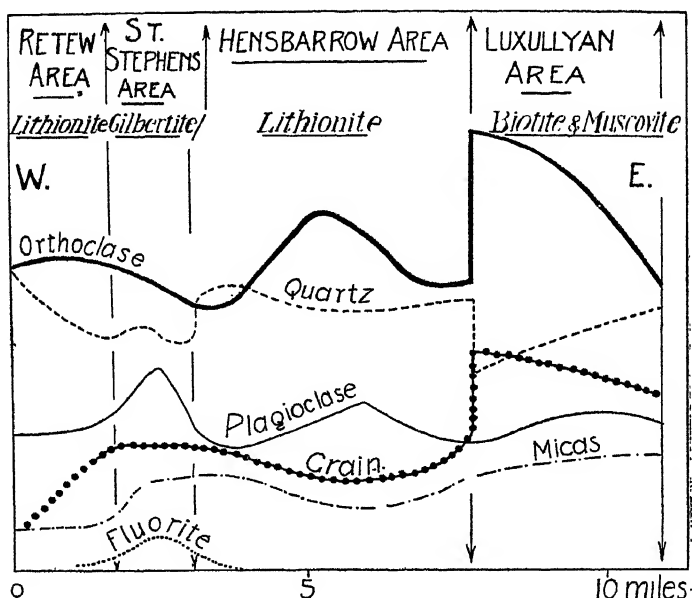 RETEW
AREA.
ST.
STEPHENS
AREA
HENSBARROW AREA
LUXULLYAN
AREA
Lithionite
Gilbertite
Lithionite
Biotite & Muscovite
W.
E.
Orthoclase
Quartz
Plagioclase
Grain.
Micas
Fluorite
0
5
10 miles